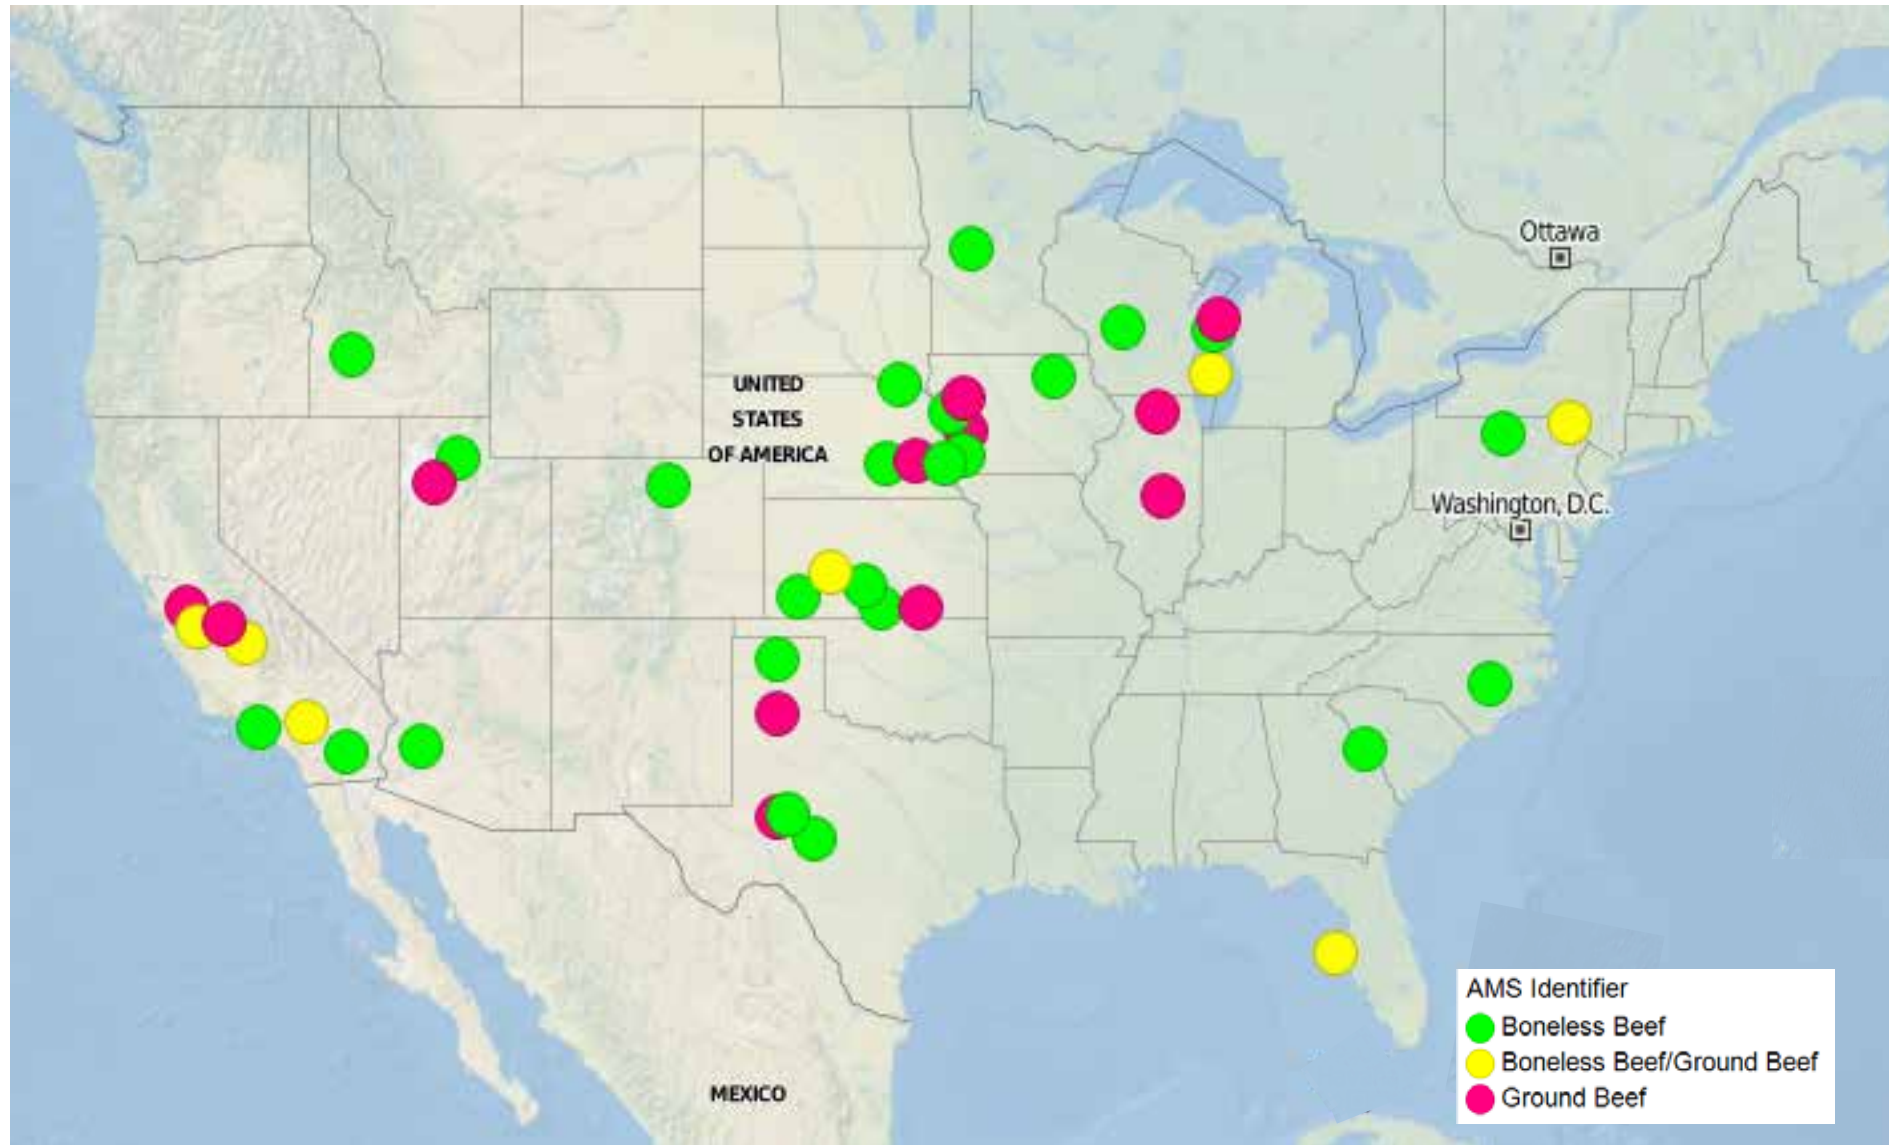 Ottawa
UNITED
STATES
OF AMERICA
Washington, D.C.
MEXICO
AMS Identifier
Boneless Beef
Boneless Beef/Ground Beef
Ground Beef